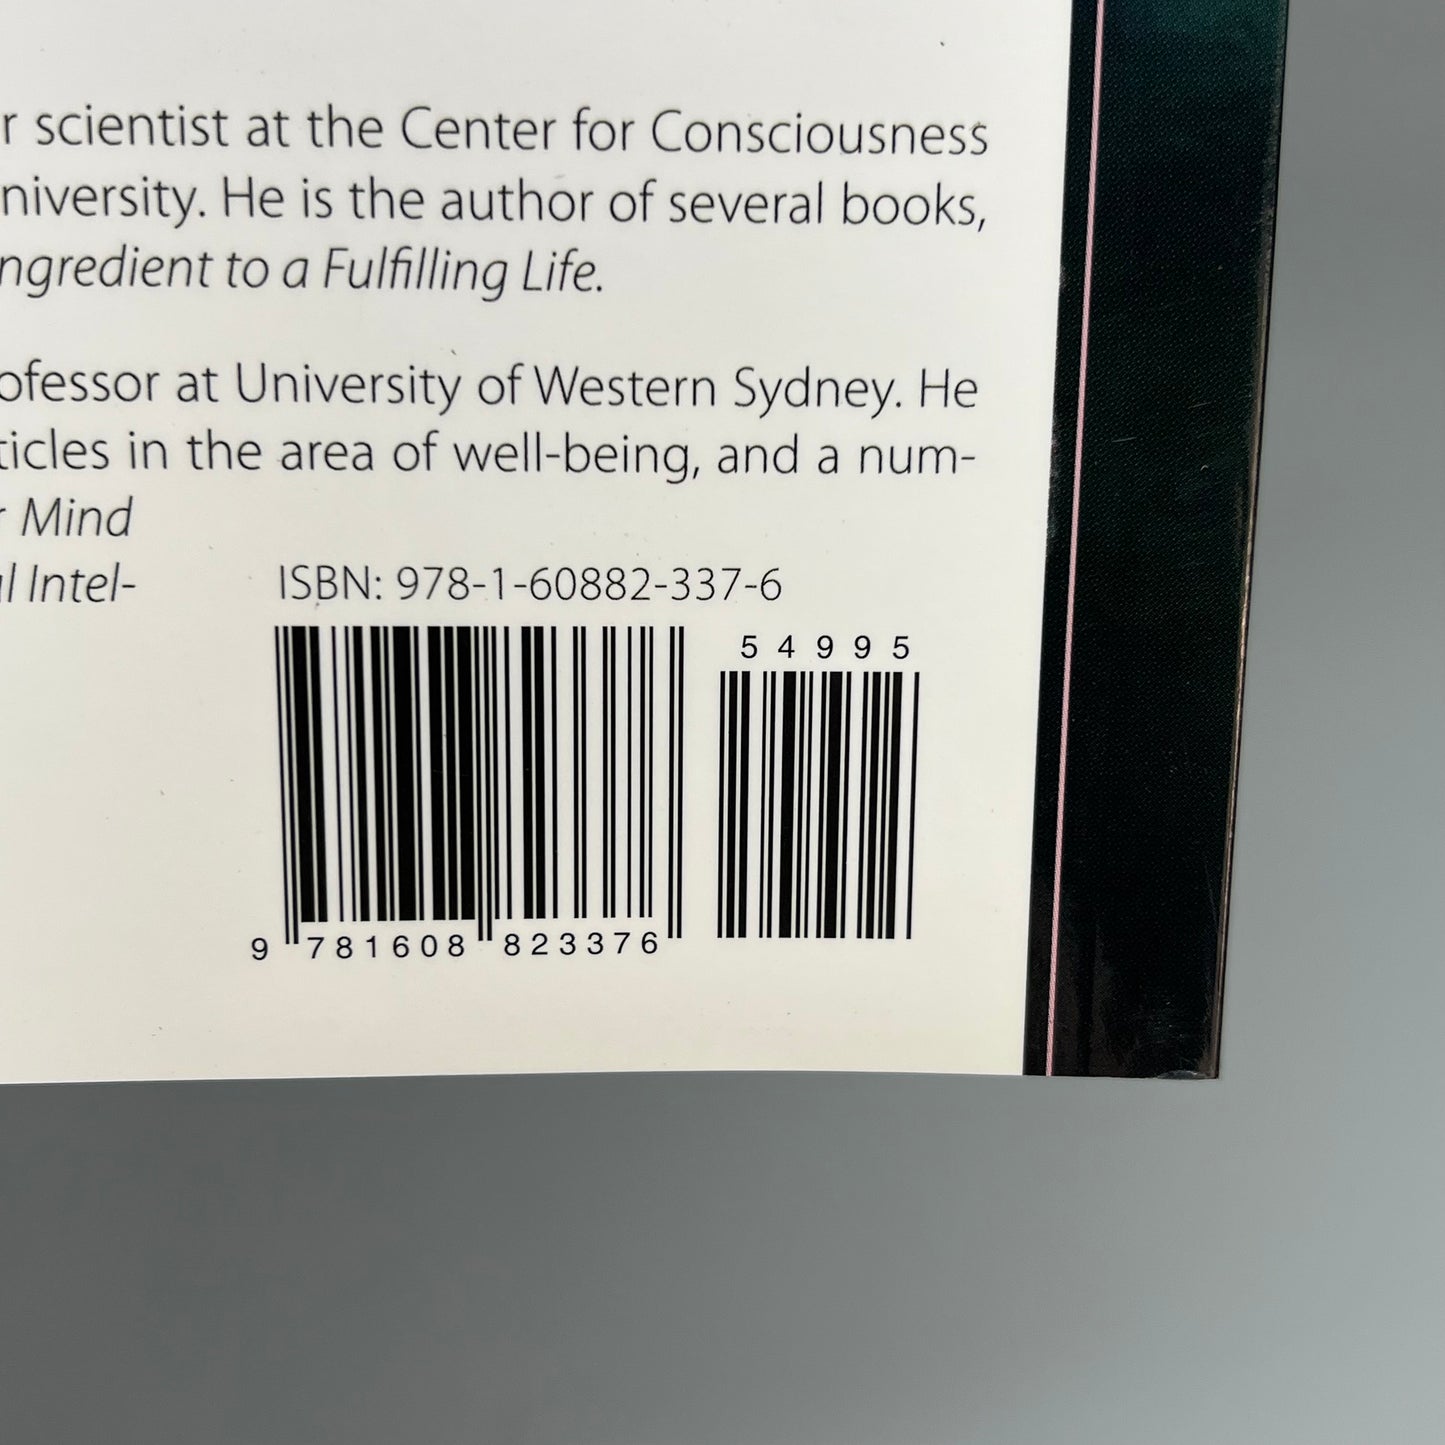 r scientist at the Center for Consciousness
niversity. He is the author of several books,
ngredient to a Fulfilling Life.
ofessor at University of Western Sydney. He
ticles in the area of well-being, and a num-
r Mind
al Intel-
ISBN: 978-1-60882-337-6
54995
9 781608 823376